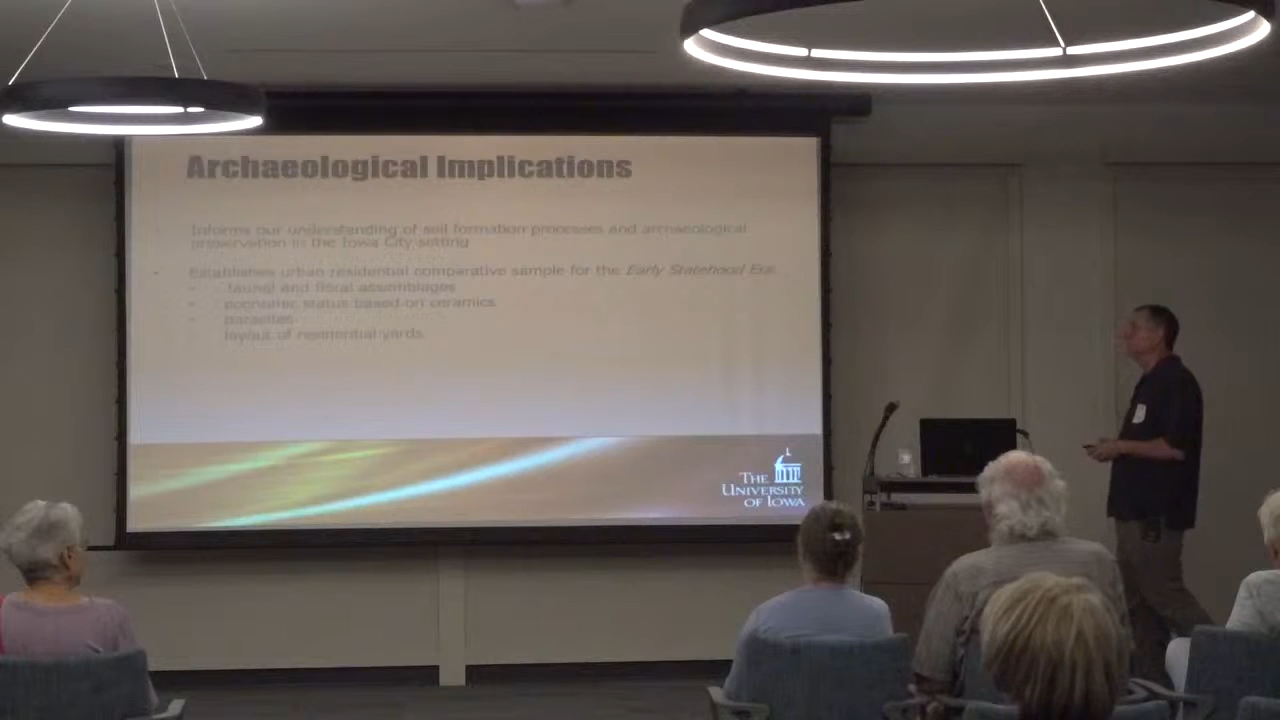 Archaeological Implications
Informs our understanding of soil formation processes and archaeological
preservation in the Iowa City setting
Establishes urban residential comparative sample for the Early Statehood Era
faunal and floral assemblages
economic status based on ceramics
parasites
layout of residential yards
THE
UNIVERSITY
OF IOWA